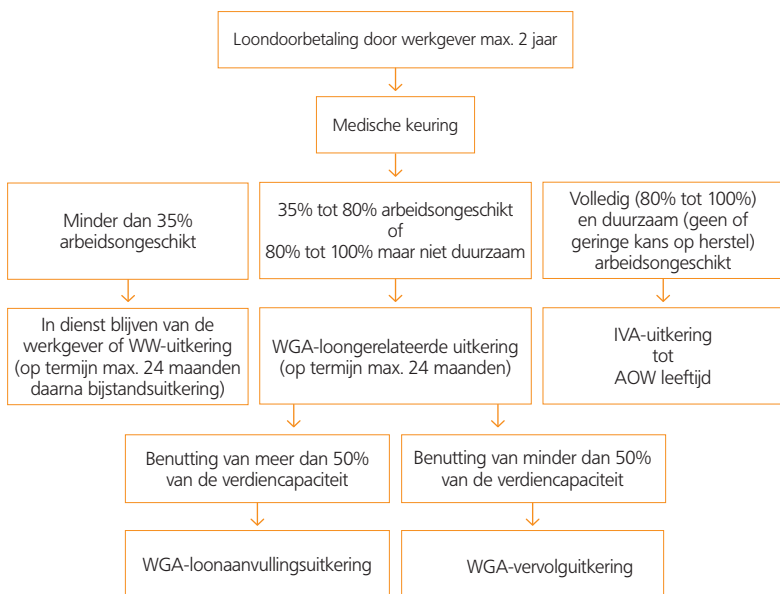 Loondoorbetaling door werkgever max. 2 jaar
Medische keuring
Minder dan 35%
arbeidsongeschikt
35% tot 80% arbeidsongeschikt
of
80% tot 100% maar niet duurzaam
Volledig (80% tot 100%)
en duurzaam (geen of
geringe kans op herstel)
arbeidsongeschikt
In dienst blijven van de
werkgever of WW-uitkering
(op termijn max. 24 maanden
daarna bijstandsuitkering)
WGA-loongerelateerde uitkering
(op termijn max. 24 maanden)
IVA-uitkering
tot
AOW leeftijd
Benutting van meer dan 50%
van de verdiencapaciteit
Benutting van minder dan 50%
van de verdiencapaciteit
WGA-loonaanvullingsuitkering
WGA-vervolguitkering